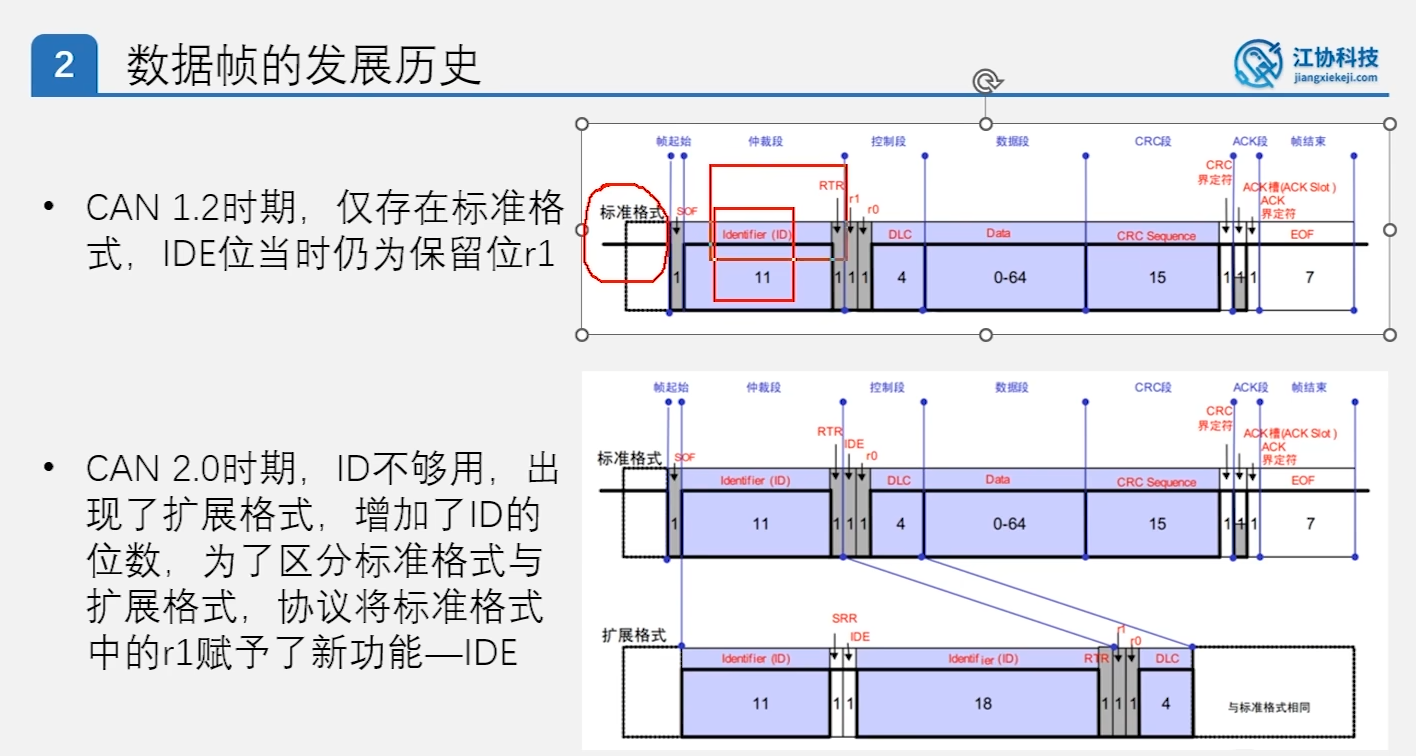 2
数据帧的发展历史
江协科技
jiangxiekeji.com
• CAN 1.2时期，仅存在标准格
式，IDE位当时仍为保留位r1
帧起始 仲裁段 控制段 数据段 CRC段 ACK段 帧结束
CRC
界定符
RTR
r1
r0
ACK槽(ACK Slot )
ACK
界定符
标准格式
SOF
Identifier (ID) DLC Data CRC Sequence EOF
1 11 1 1 1 4 0-64 15 1 1 1 7
• CAN 2.0时期，ID不够用，出
现了扩展格式，增加了ID的
位数，为了区分标准格式与
扩展格式，协议将标准格式
中的r1赋予了新功能—IDE
帧起始 仲裁段 控制段 数据段 CRC段 ACK段 帧结束
CRC
界定符
RTR
IDE
r0
ACK槽(ACK Slot )
ACK
界定符
标准格式
SOF
Identifier (ID) DLC Data CRC Sequence EOF
1 11 1 1 1 4 0-64 15 1 1 1 7
扩展格式
SRR
IDE
r1
r0
Identifier (ID) Identifier (ID) RTR DLC
11 1 1 18 1 1 1 4 与标准格式相同